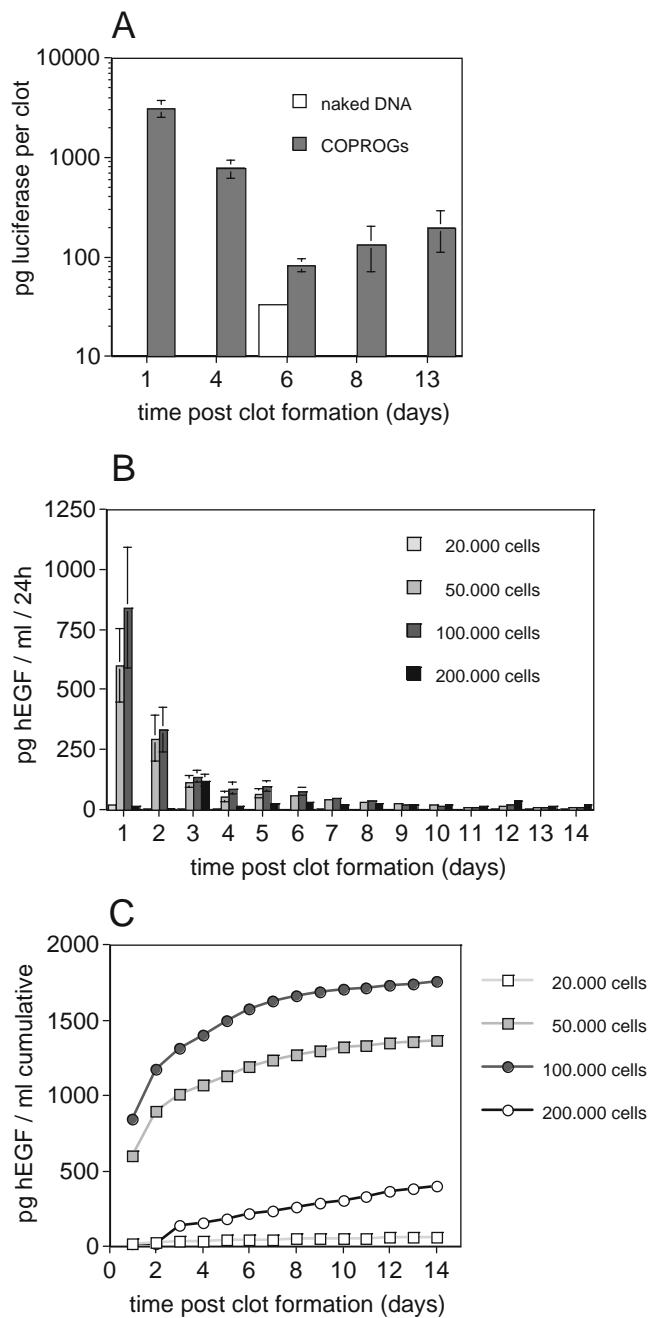 A
pg luciferase per clot
10000
1000
100
10
naked DNA
COPROGs
1 4 6 8 13
time post clot formation (days)
B
pg hEGF / ml / 24h
1250
1000
750
500
250
0
20.000 cells
50.000 cells
100.000 cells
200.000 cells
1 2 3 4 5 6 7 8 9 10 11 12 13 14
time post clot formation (days)
C
pg hEGF / ml cumulative
2000
1500
1000
500
0
20.000 cells
50.000 cells
100.000 cells
200.000 cells
0 2 4 6 8 10 12 14
time post clot formation (days)